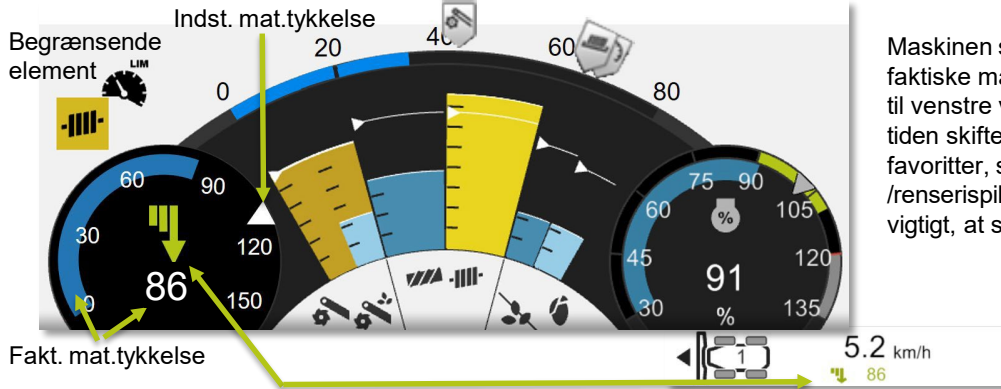 Indst. mat.tykkelse
Begrænsende
element
LIM
0
20
40
60
80
0
30
60
90
120
150
86
30
45
60
75
90
105
120
135
%
91
%
Fakt. mat.tykkelse
1
5.2 km/h
86
Maskinen
faktiske
til venstre
tiden skifte
favoritter,
/renserispil
vigtigt, at